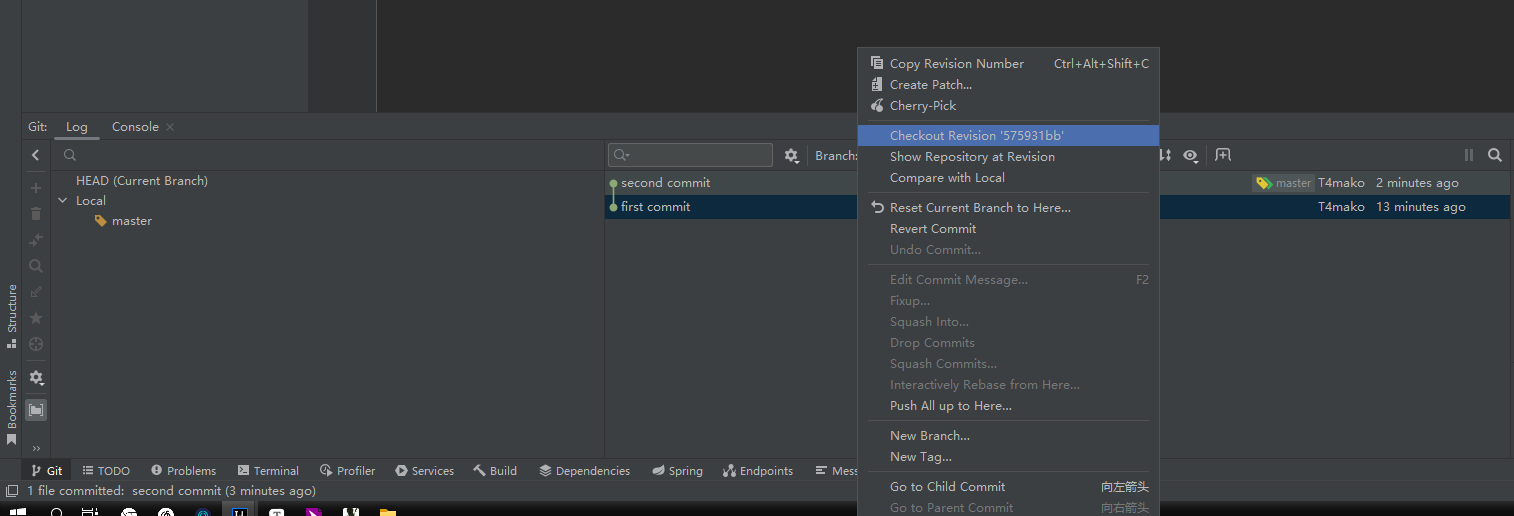 Copy Revision Number Ctrl+Alt+Shift+C
Create Patch...
Cherry-Pick
Git: Log Console
Checkout Revision '575931bb'
Branch:
Show Repository at Revision
HEAD (Current Branch)
Compare with Local
second commit master T4mako 2 minutes ago
Local
first commit T4mako 13 minutes ago
Reset Current Branch to Here...
master
Revert Commit
Undo Commit...
Edit Commit Message... F2
Fixup...
Structure
Squash Into...
Drop Commits
Squash Commits...
Interactively Rebase from Here...
Bookmarks
Push All up to Here...
New Branch...
New Tag...
Git TODO Problems Terminal Profiler Services Build Dependencies Spring Endpoints Mess
Go to Child Commit 向左箭头
1 file committed: second commit (3 minutes ago)
Go to Parent Commit 向右箭头